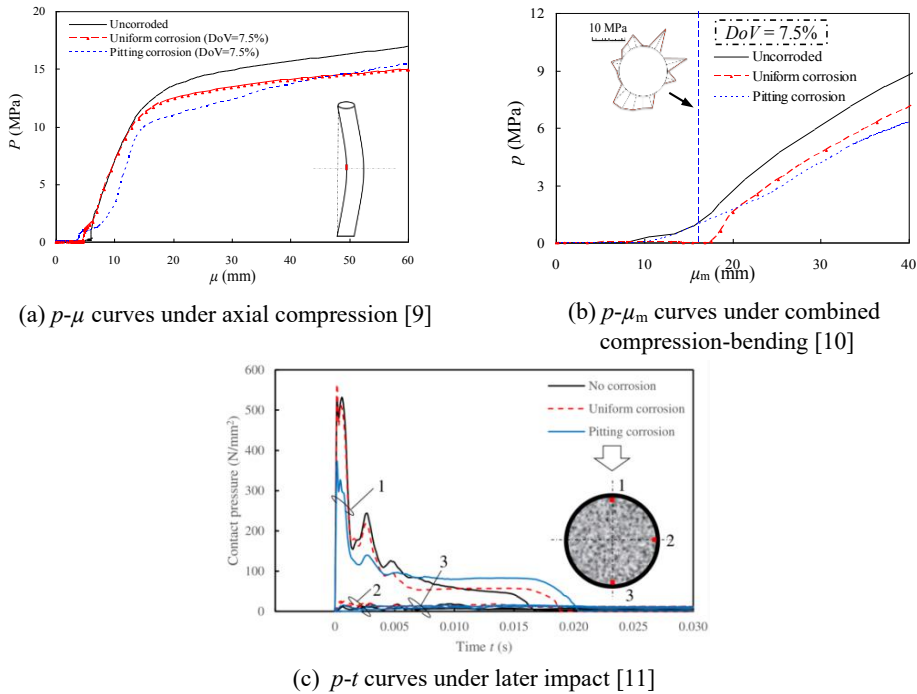 20
15
10
5
0
P (MPa)
Uncorroded
Uniform corrosion (DoV=7.5%)
Pitting corrosion (DoV=7.5%)
0 10 20 30 40 50 60
μ (mm)
(a) p-μ curves under axial compression [9]
12
9
6
3
0
p (MPa)
10 MPa
DoV = 7.5%
Uncorroded
Uniform corrosion
Pitting corrosion
0 10 20 30 40
μm (mm)
(b) p-μm curves under combined
compression-bending [10]
600
500
400
300
200
100
0
Contact pressure (N/mm²)
No corrosion
Uniform corrosion
Pitting corrosion
1
2
3
1
2
3
0 0.005 0.010 0.015 0.020 0.025 0.030
Time t (s)
(c) p-t curves under later impact [11]